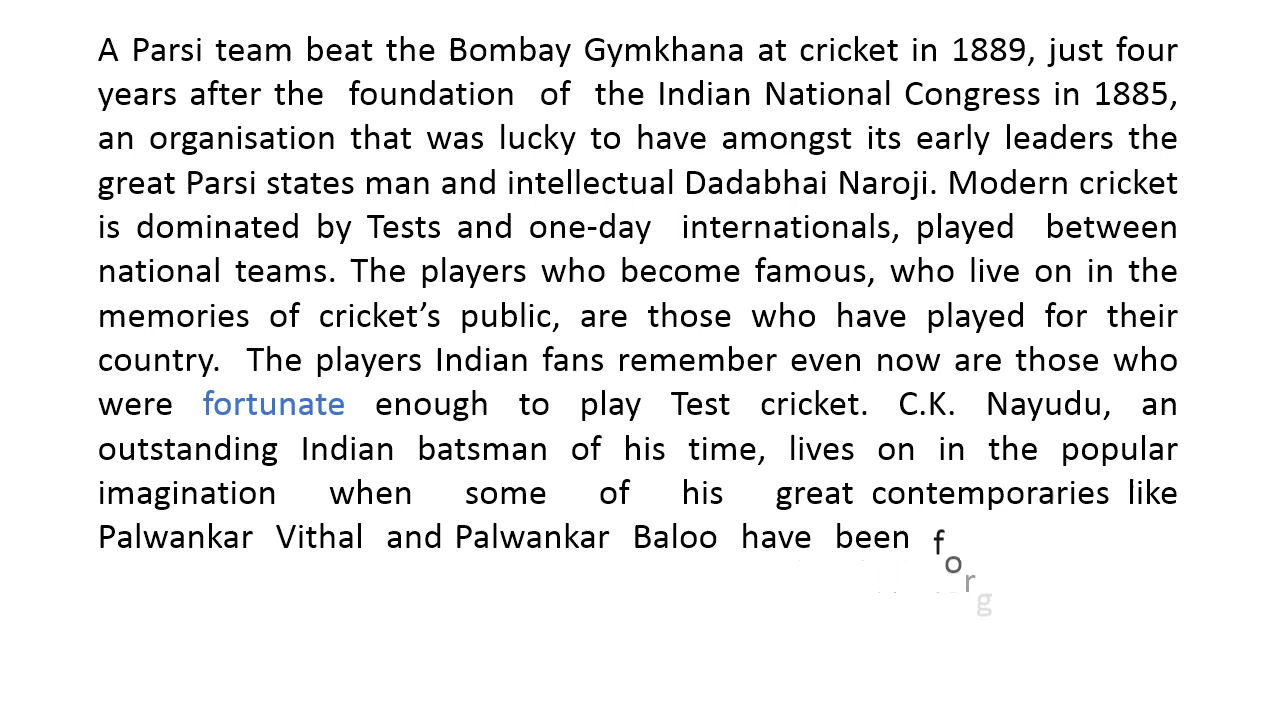 A Parsi team beat the Bombay Gymkhana at cricket in 1889, just four
years after the foundation of the Indian National Congress in 1885,
an organisation that was lucky to have amongst its early leaders the
great Parsi states man and intellectual Dadabhai Naroji. Modern cricket
is dominated by Tests and one-day internationals, played between
national teams. The players who become famous, who live on in the
memories of cricket’s public, are those who have played for their
country. The players Indian fans remember even now are those who
were fortunate enough to play Test cricket. C.K. Nayudu, an
outstanding Indian batsman of his time, lives on in the popular
imagination when some of his great contemporaries like
Palwankar Vithal and Palwankar Baloo have been forg